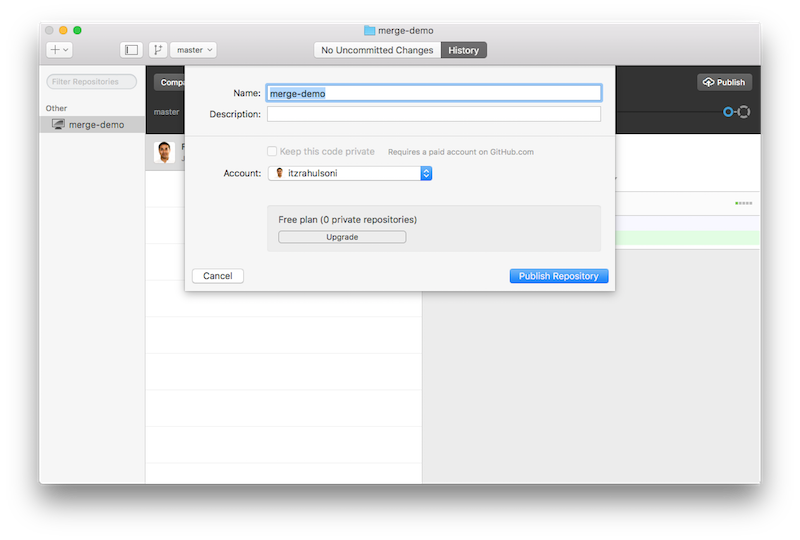 merge-demo
master
No Uncommitted Changes
History
Filter Repositories
Other
merge-demo
Publish
master
Name:
merge-demo
Description:
Keep this code private
Requires a paid account on GitHub.com
Account:
itzrahulsoni
Free plan (0 private repositories)
Upgrade
Cancel
Publish Repository